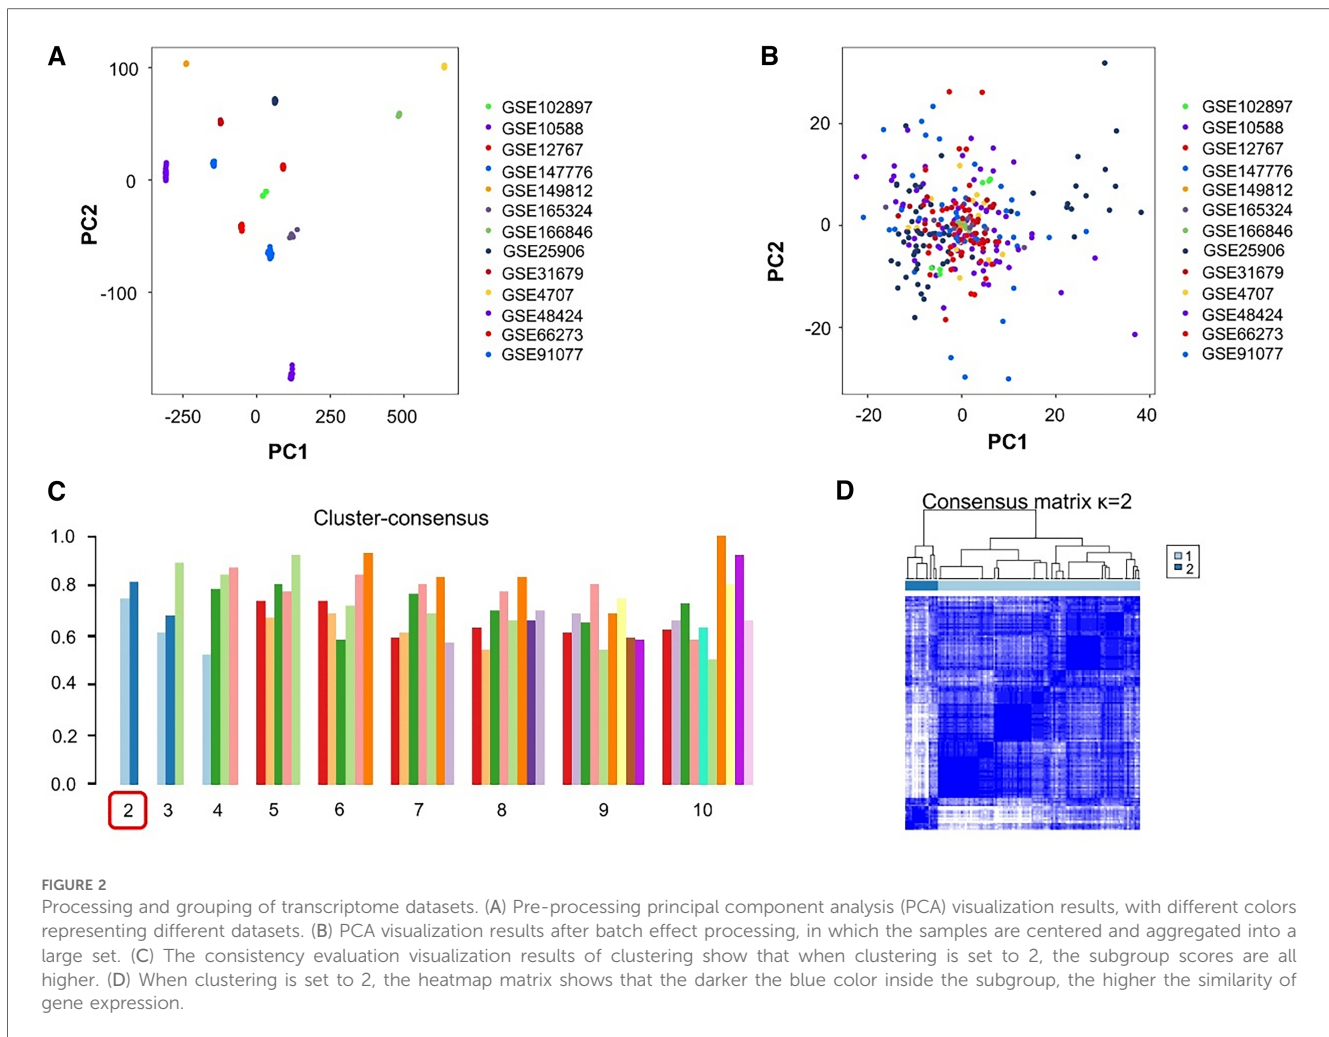 A
100
0
-100
PC2
-250
0
250
500
PC1
GSE102897
GSE10588
GSE12767
GSE147776
GSE149812
GSE165324
GSE166846
GSE25906
GSE31679
GSE4707
GSE48424
GSE66273
GSE91077
B
20
0
-20
PC2
-20
0
20
40
PC1
GSE102897
GSE10588
GSE12767
GSE147776
GSE149812
GSE165324
GSE166846
GSE25906
GSE31679
GSE4707
GSE48424
GSE66273
GSE91077
C
Cluster-consensus
1.0
0.8
0.6
0.4
0.2
0.0
2 3 4 5 6 7 8 9 10
D
Consensus matrix κ=2
1
2
FIGURE 2
Processing and grouping of transcriptome datasets. (A) Pre-processing principal component analysis (PCA) visualization results, with different colors
representing different datasets. (B) PCA visualization results after batch effect processing, in which the samples are centered and aggregated into a
large set. (C) The consistency evaluation visualization results of clustering show that when clustering is set to 2, the subgroup scores are all
higher. (D) When clustering is set to 2, the heatmap matrix shows that the darker the blue color inside the subgroup, the higher the similarity of
gene expression.